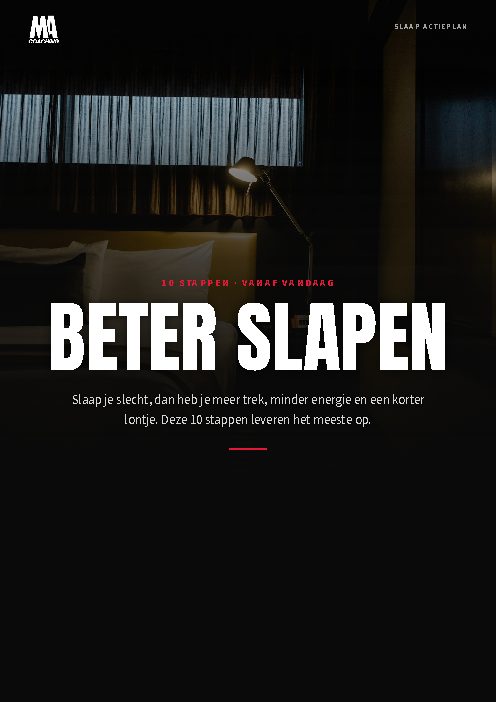 MA
COACHING
SLAAP ACTIEPLAN
10 STAPPEN · VANAF VANDAAG
BETER SLAPEN
Slaap je slecht, dan heb je meer trek, minder energie en een korter
lontje. Deze 10 stappen leveren het meeste op.